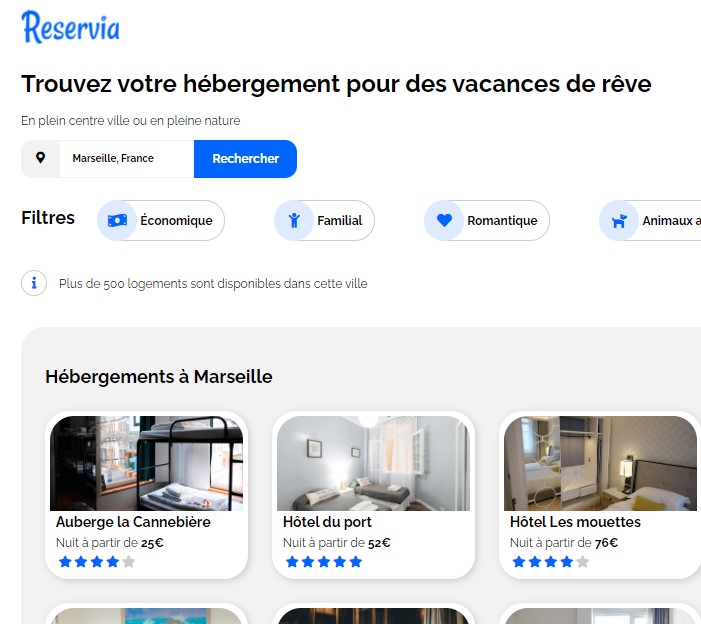 Reservia
Trouvez votre hébergement pour des vacances de rêve
En plein centre ville ou en pleine nature
Marseille, France
Rechercher
Filtres
Économique
Familial
Romantique
Animaux a
Plus de 500 logements sont disponibles dans cette ville
Hébergements à Marseille
Auberge la Cannebière
Nuit à partir de 25€
Hôtel du port
Nuit à partir de 52€
Hôtel Les mouettes
Nuit à partir de 76€